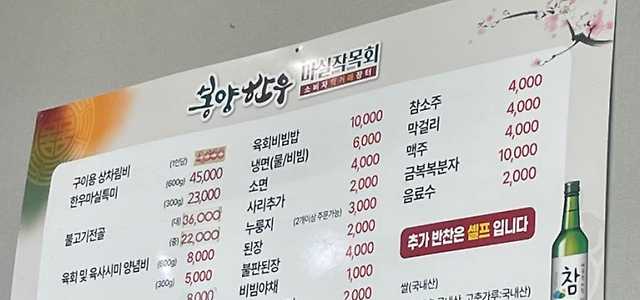 봉양한우 마실작목회
소비자직거래장터
구이용 상차림비 (1인당)
한우마실특미 (600g) 45,000
(300g) 23,000
불고기전골 (대) 36,000
(중) 22,000
육회 및 육사시미 양념비 (600g) 8,000
(300g) 5,000
8,000
육회비빔밥 10,000
냉면(물/비빔) 6,000
소면 4,000
사리추가 2,000
누룽지 (2개이상 주문가능) 3,000
된장 2,000
불판된장 4,000
비빔야채 1,000
2,000
참소주 4,000
막걸리 4,000
맥주 4,000
금복복분자 10,000
음료수 2,000
추가 반찬은 셀프 입니다
쌀(국내산)
고춧가루:국내산)
참